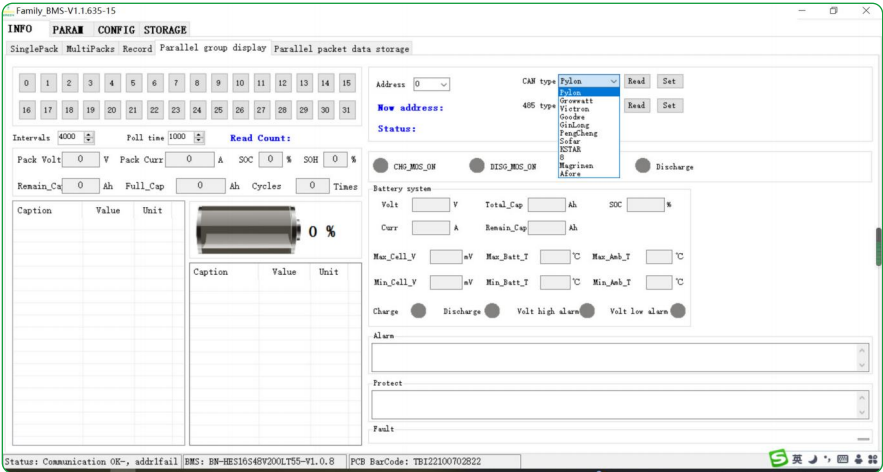 Family_BMS-V1.1.635-15
INFO PARAM CONFIG STORAGE
SinglePack MultiPacks Record Parallel group display Parallel packet data storage
0 1 2 3 4 5 6 7 8 9 10 11 12 13 14 15
16 17 18 19 20 21 22 23 24 25 26 27 28 29 30 31
Intervals 4000 Poll time 1000 Read Count:
Pack Volt 0 V Pack Curr 0 A SOC 0 % SOH 0 %
Remain_Ca 0 Ah Full_Cap 0 Ah Cycles 0 Times
Caption Value Unit
0 %
Caption Value Unit
Address 0 CAN type Pylon Read Set
Now address: 485 type Read Set
Status:
Pylon
Growwatt
Victron
Goodwe
GinLong
PengCheng
Sofar
KSTAR
8
Magrinen
Afore
CHG_MOS_ON DISG_MOS_ON Discharge
Battery system
Volt V Total_Cap Ah SOC %
Curr A Remain_Cap Ah
Max_Cell_V mV Max_Batt_T ℃ Max_Amb_T ℃
Min_Cell_V mV Min_Batt_T ℃ Min_Amb_T ℃
Charge Discharge Volt high alarm Volt low alarm
Alarm
Protect
Fault
Status: Communication OK-, addr1fail BMS: BN-HES16S48V200LT55-V1.0.8 PCB BarCode: TBI22100702822
英